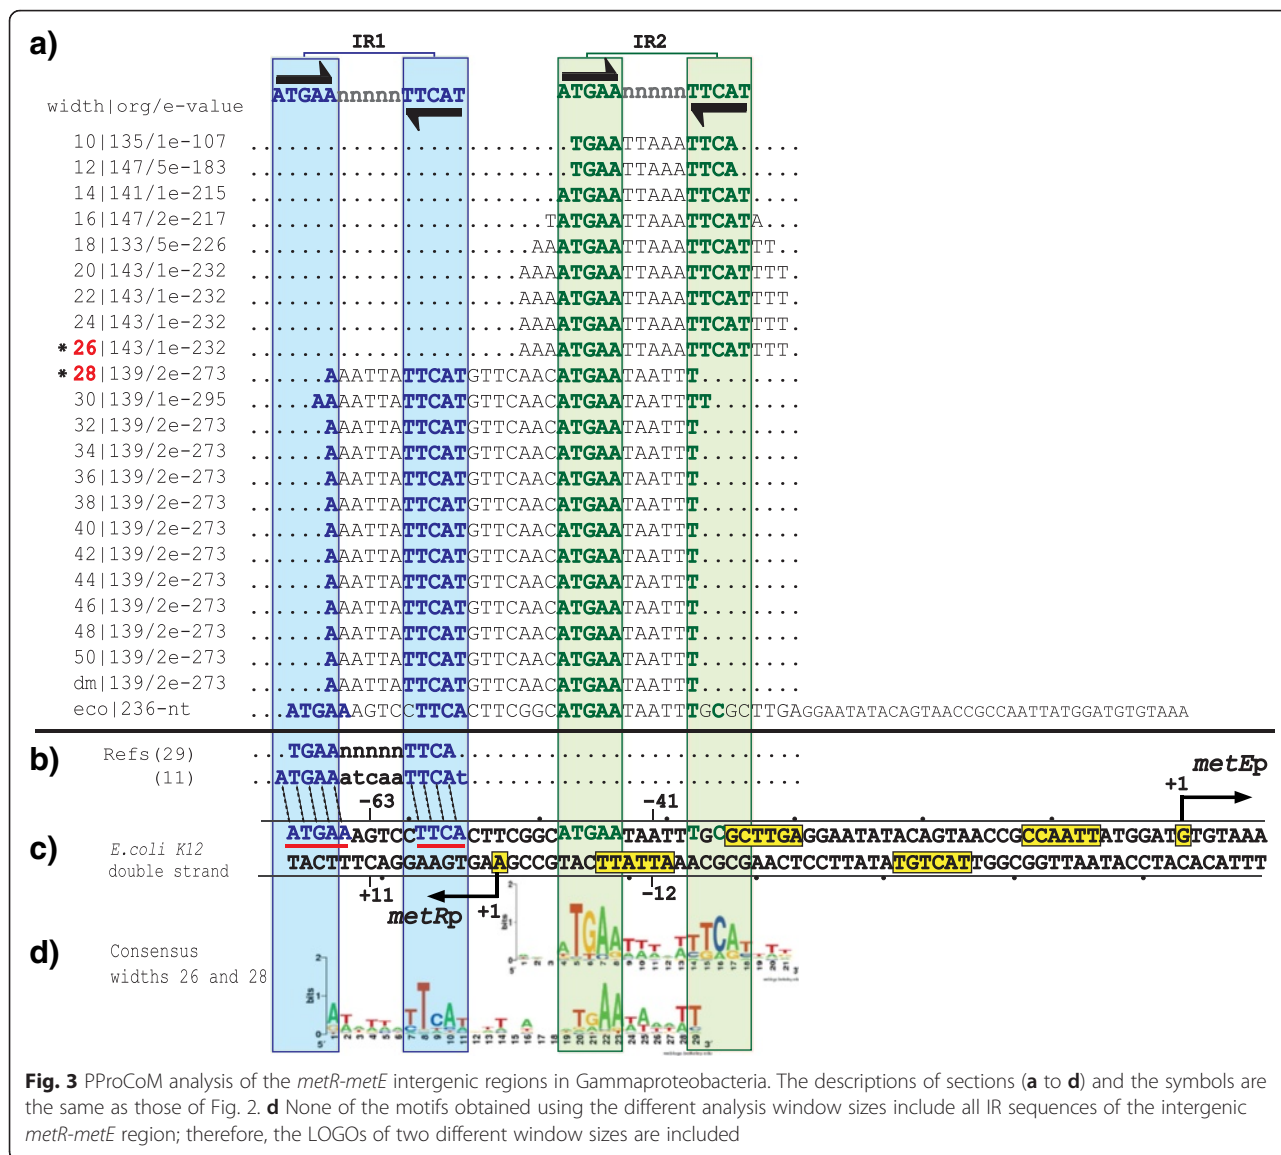 a)
IR1 IR2
ATGAAnnnnnTTCAT ATGAAnnnnnTTCAT
width|org/e-value
10|135/1e-107 TGAATTAAATTCA
12|147/5e-183 TGAATTAAATTCA
14|141/1e-215 ATGAATTAAATTCAT
16|147/2e-217 TATGAATTAAATTCATA
18|133/5e-226 AAATGAATTAAATTCATTT
20|143/1e-232 AAAATGAATTAAATTCATTTT
22|143/1e-232 AAAATGAATTAAATTCATTTT
24|143/1e-232 AAAATGAATTAAATTCATTTT
* 26|143/1e-232 AAAATGAATTAAATTCATTTT
* 28|139/2e-273 AAATTATTCATGTTCAACATGAATAATTT
30|139/1e-295 AAAATTATTCATGTTCAACATGAATAATTTT
32|139/2e-273 AAATTATTCATGTTCAACATGAATAATTT
34|139/2e-273 AAATTATTCATGTTCAACATGAATAATTT
36|139/2e-273 AAATTATTCATGTTCAACATGAATAATTT
38|139/2e-273 AAATTATTCATGTTCAACATGAATAATTT
40|139/2e-273 AAATTATTCATGTTCAACATGAATAATTT
42|139/2e-273 AAATTATTCATGTTCAACATGAATAATTT
44|139/2e-273 AAATTATTCATGTTCAACATGAATAATTT
46|139/2e-273 AAATTATTCATGTTCAACATGAATAATTT
48|139/2e-273 AAATTATTCATGTTCAACATGAATAATTT
50|139/2e-273 AAATTATTCATGTTCAACATGAATAATTT
dm|139/2e-273 AAATTATTCATGTTCAACATGAATAATTT
eco|236-nt ...ATGAAAGTCCTTCACTTCGGCATGAATAATTTGCGCTTGAGGAATATACAGTAACCGCCAATTATGGATGTGTAAA
b)
Refs(29) ...TGAAnnnnnTTCA
(11) ..ATGAAatcaaTTCAt
metEp
−63 −41 +1
c)
E.coli K12
double strand
ATGAAAGTCCTTCACTTCGGCATGAATAATTTGCGCTTGAGGAATATACAGTAACCGCCAATTATGGATGTGTAAA
TACTTTCAGGAAGTGAAGCCGTACTTATTAAACGCGAACTCCTTATATGTCATTGGCGGTTAATACCTACACATTT
+11 metRp +1 −12
d)
Consensus
widths 26 and 28
bits
bits
Fig. 3 PProCoM analysis of the metR-metE intergenic regions in Gammaproteobacteria. The descriptions of sections (a to d) and the symbols are
the same as those of Fig. 2. d None of the motifs obtained using the different analysis window sizes include all IR sequences of the intergenic
metR-metE region; therefore, the LOGOs of two different window sizes are included